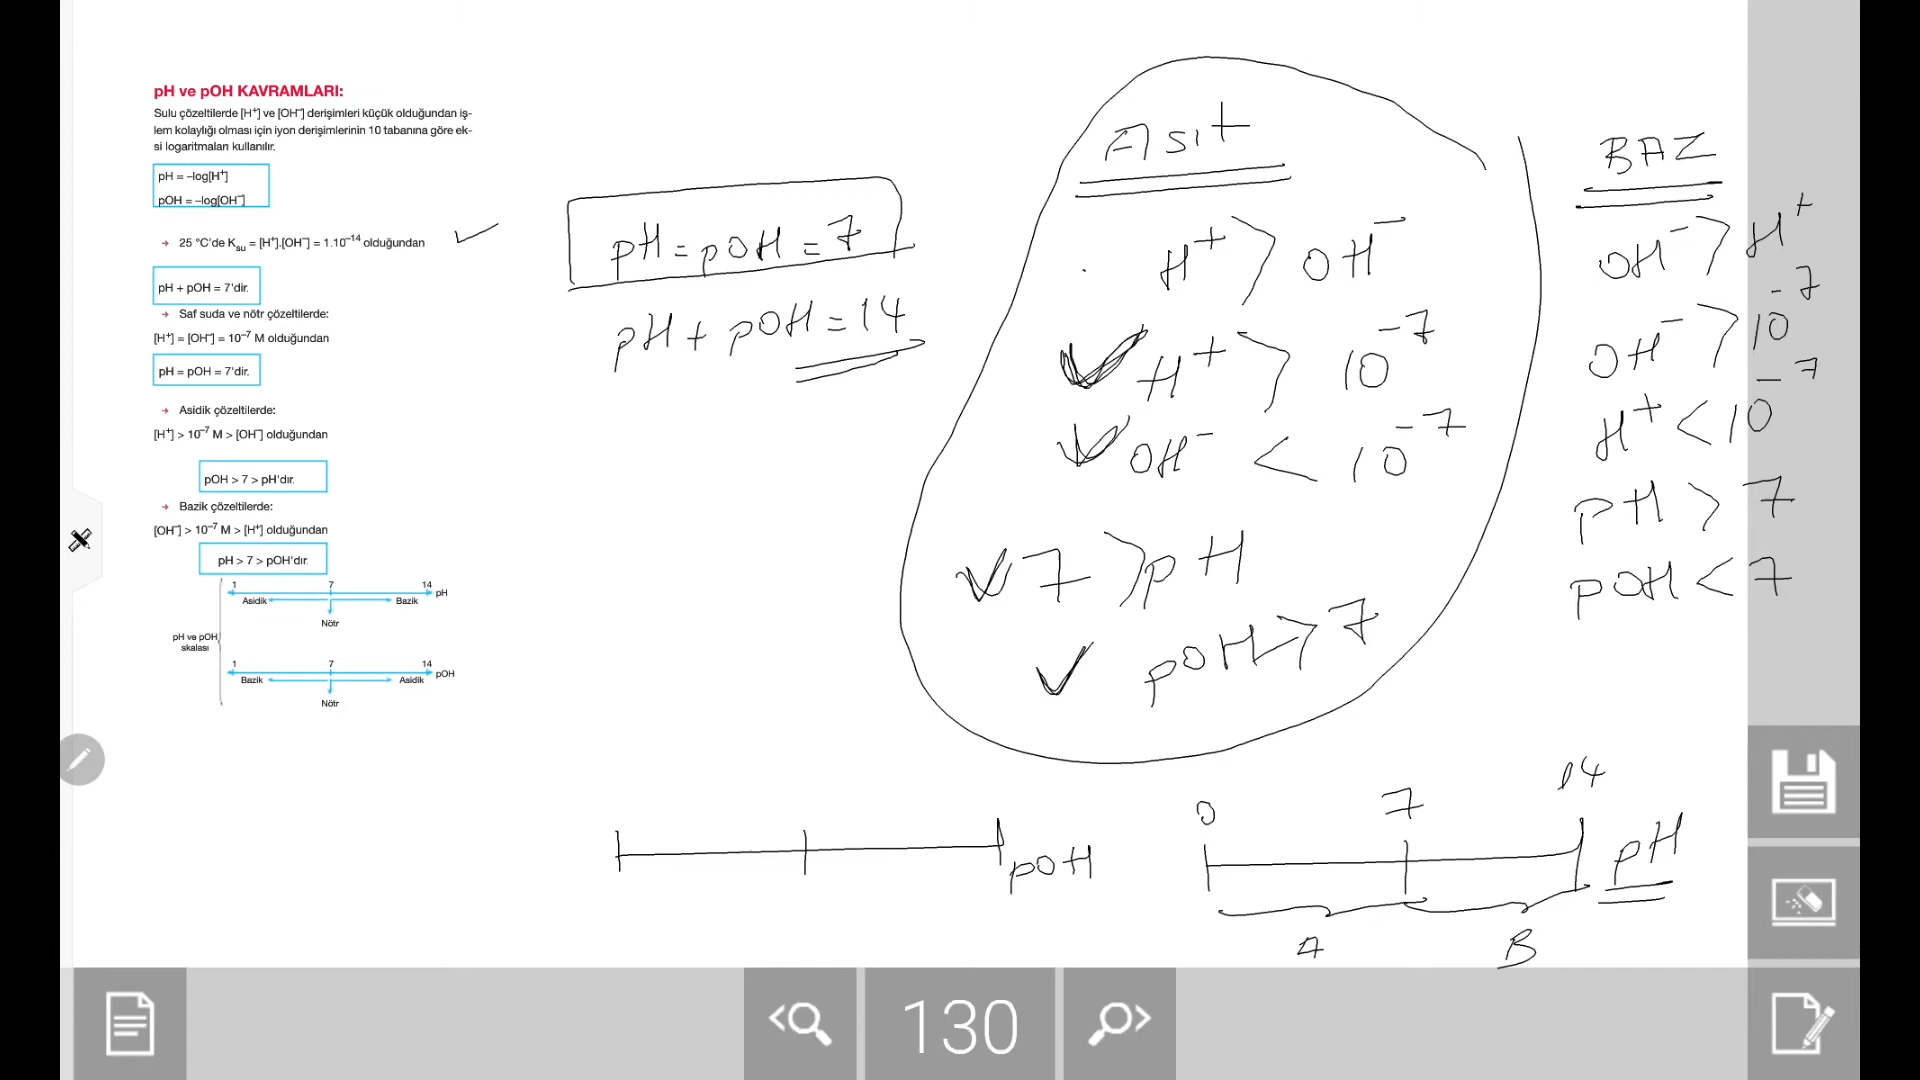 pH ve pOH KAVRAMLARI:
Sulu çözeltilerde [H⁺] ve [OH⁻] derişimleri küçük olduğundan iş-
lem kolaylığı olması için iyon derişimlerinin 10 tabanına göre ek-
si logaritmaları kullanılır.
pH = –log[H⁺]
pOH = –log[OH⁻]
→ 25 °C'de Kₛᵤ = [H⁺].[OH⁻] = 1.10⁻¹⁴ olduğundan
pH + pOH = 7'dir.
→ Saf suda ve nötr çözeltilerde:
[H⁺] = [OH⁻] = 10⁻⁷ M olduğundan
pH = pOH = 7'dir.
→ Asidik çözeltilerde:
[H⁺] > 10⁻⁷ M > [OH⁻] olduğundan
pOH > 7 > pH'dır.
→ Bazik çözeltilerde:
[OH⁻] > 10⁻⁷ M > [H⁺] olduğundan
pH > 7 > pOH'dır.
1 7 14
pH
Asidik Bazik
Nötr
pH ve pOH
skalası
1 7 14
pOH
Bazik Asidik
Nötr
pH = pOH = 7
pH + pOH = 14
Asit
H⁺ > OH⁻
H⁺ > 10⁻⁷
OH⁻ < 10⁻⁷
7 > pH
pOH > 7
BAZ
OH⁻ > H⁺
OH⁻ > 10⁻⁷
H⁺ < 10⁻⁷
pH > 7
pOH < 7
pOH
0 7 14
pH
A B
130